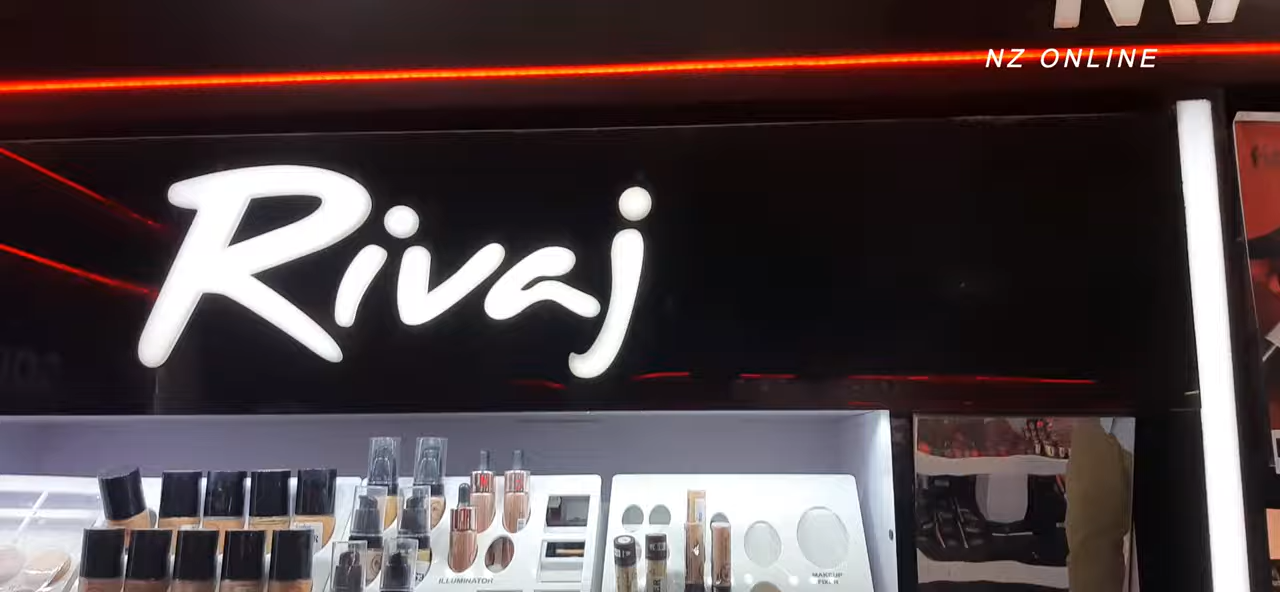 NZ ONLINE
Rivaj
ILLUMINATOR
MAKEUP
FIXER